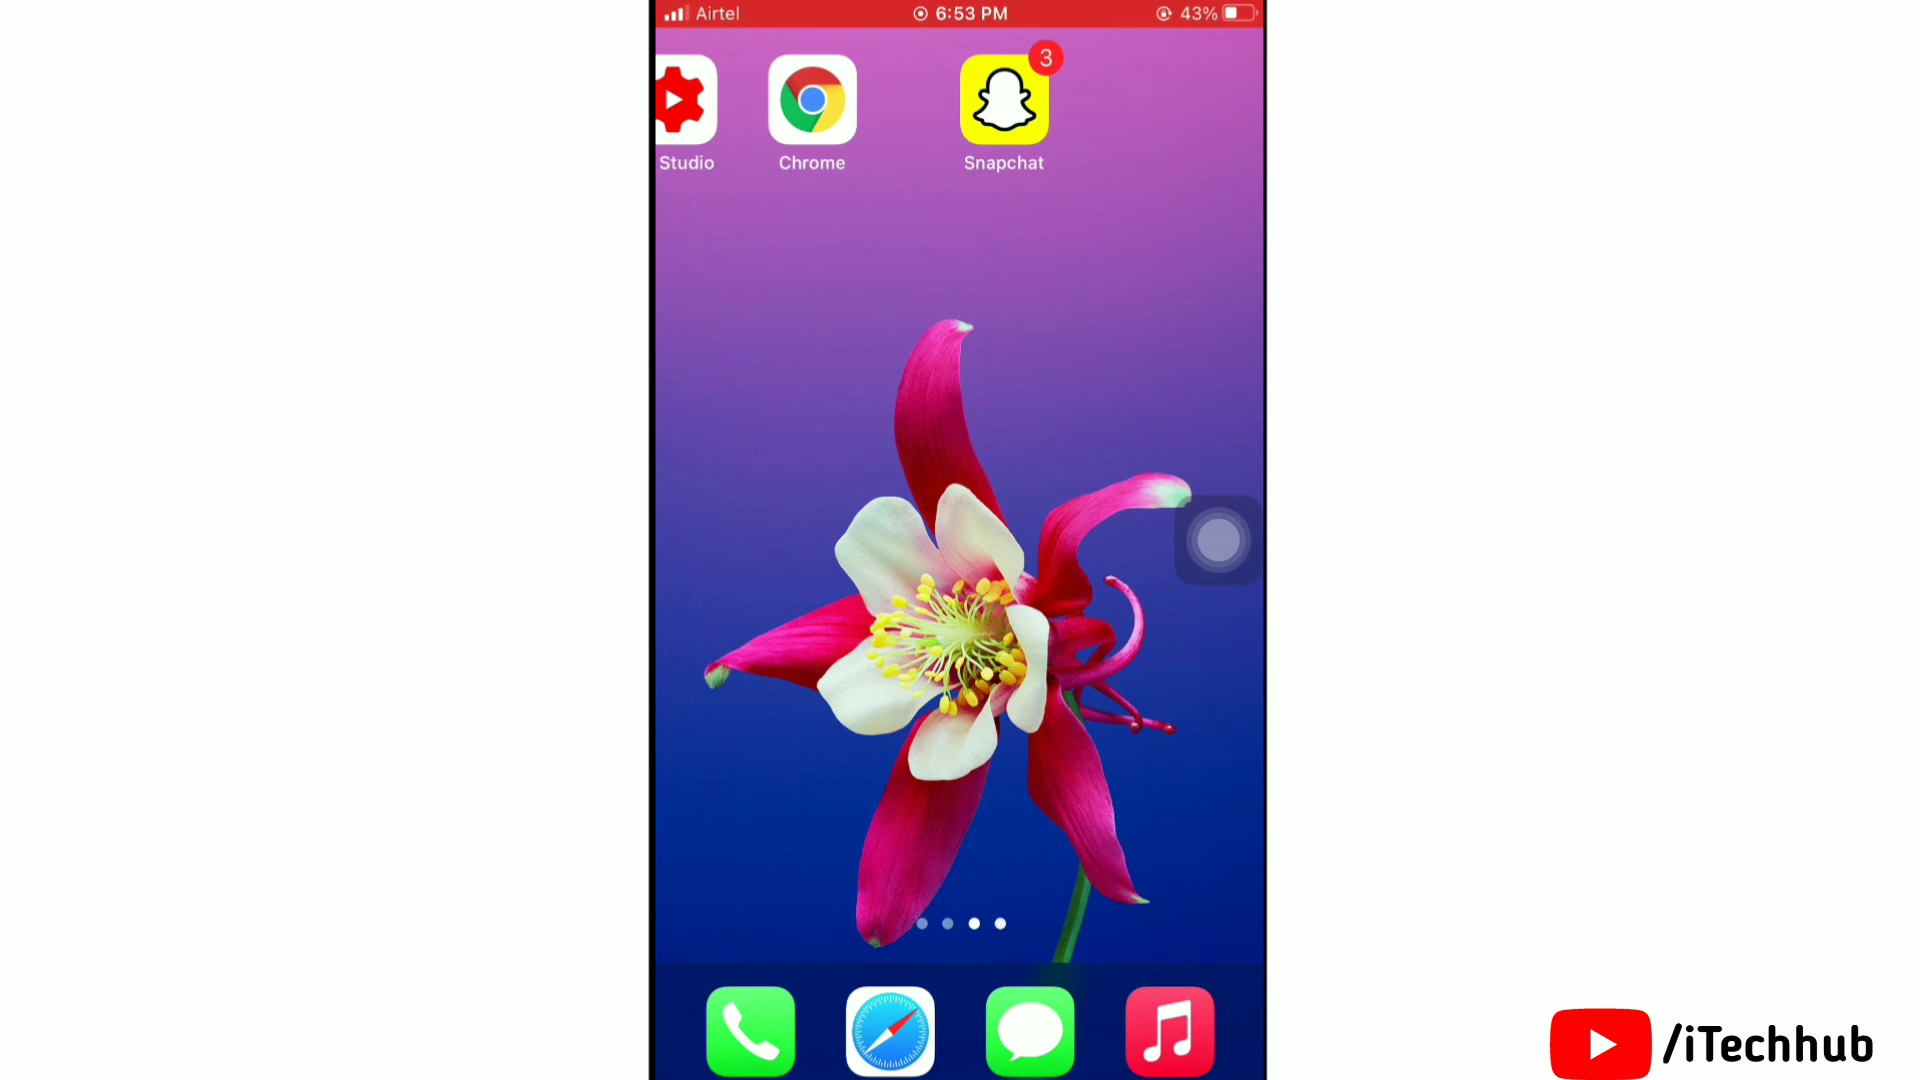 Airtel
6:53 PM
43%
3
Studio
Chrome
Snapchat
/iTechhub